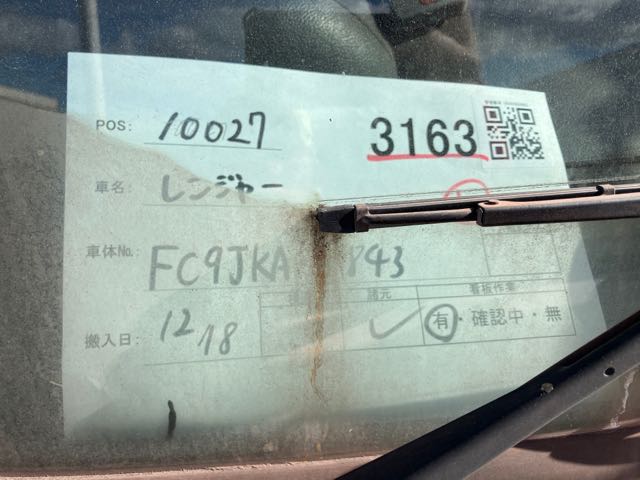 POS: 10027
3163
車名 レンジャー
車体No. FC9JKA 843
諸元 看板作業
搬入日: 12/18
有・確認中・無